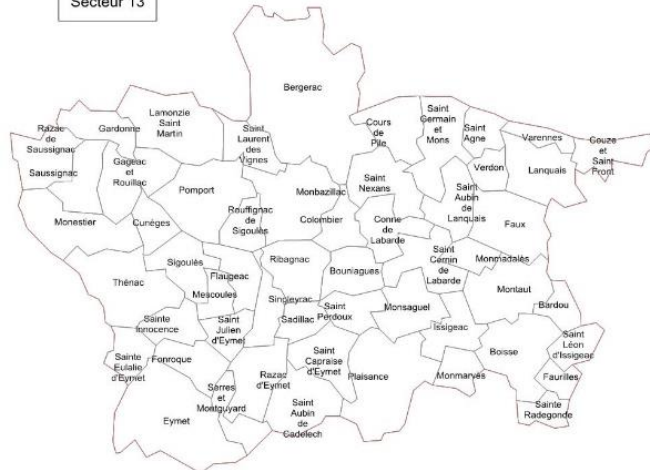 Secteur 13
Bergerac
Lamonzie
Saint
Martin
Gardonne
Razac
de
Saussignac
Saussignac
Gageac
et
Rouillac
Saint
Laurent
des
Vignes
Cours
de
Pile
Saint
Germain
et
Mons
Saint
Agne
Varennes
Couze
et
Saint
Front
Verdon
Lanquais
Pomport
Monbazillac
Saint
Nexans
Saint
Aubin
de
Lanquais
Monestier
Cunéges
Rouffignac
de
Sigoulès
Colombier
Conne
de
Labarde
Faux
Sigoulès
Ribagnac
Bouniagues
Saint
Cernin
de
Labarde
Monmadalès
Thénac
Flaugeac
Mescoules
Singleyrac
Sadillac
Saint
Perdoux
Monsaguel
Montaut
Bardou
Sainte
Innocence
Saint
Julien
d'Eymet
Issigeac
Saint
Léon
d'Issigeac
Sainte
Eulalie
d'Eymet
Fonroque
Saint
Capraise
d'Eymet
Boisse
Serres
et
Montguyard
Razac
d'Eymet
Plaisance
Monmarvès
Faurilles
Eymet
Saint
Aubin
de
Cadelech
Sainte
Radegonde